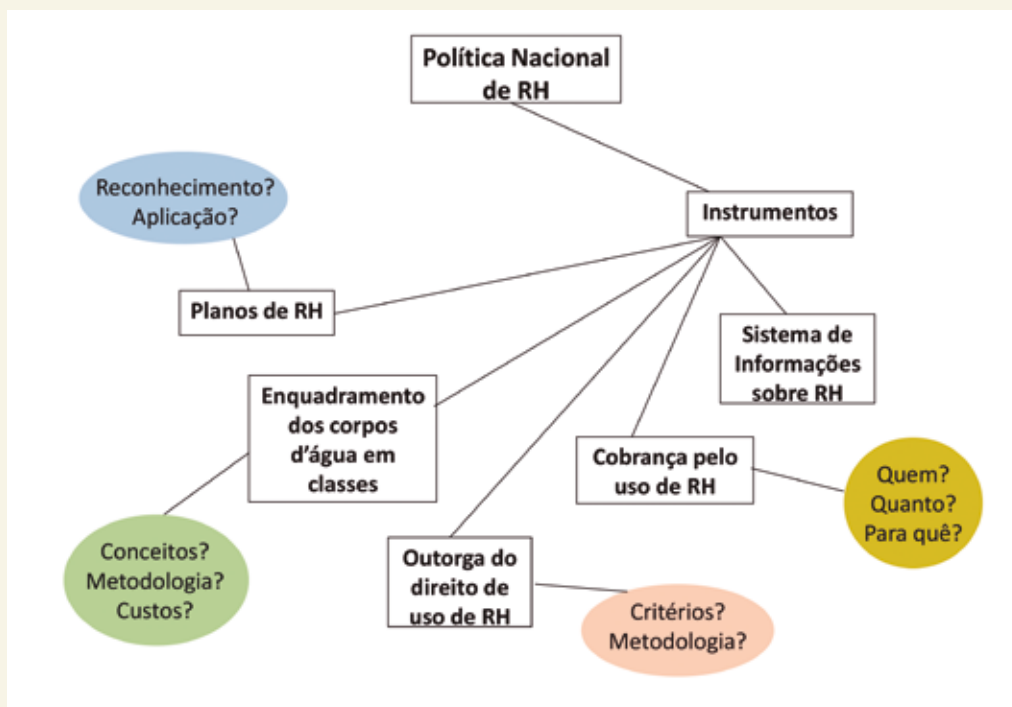 Política Nacional
de RH
Reconhecimento?
Aplicação?
Instrumentos
Planos de RH
Sistema de
Informações
sobre RH
Enquadramento
dos corpos
d'água em
classes
Cobrança pelo
uso de RH
Quem?
Quanto?
Para quê?
Conceitos?
Metodologia?
Custos?
Outorga do
direito de
uso de RH
Critérios?
Metodologia?